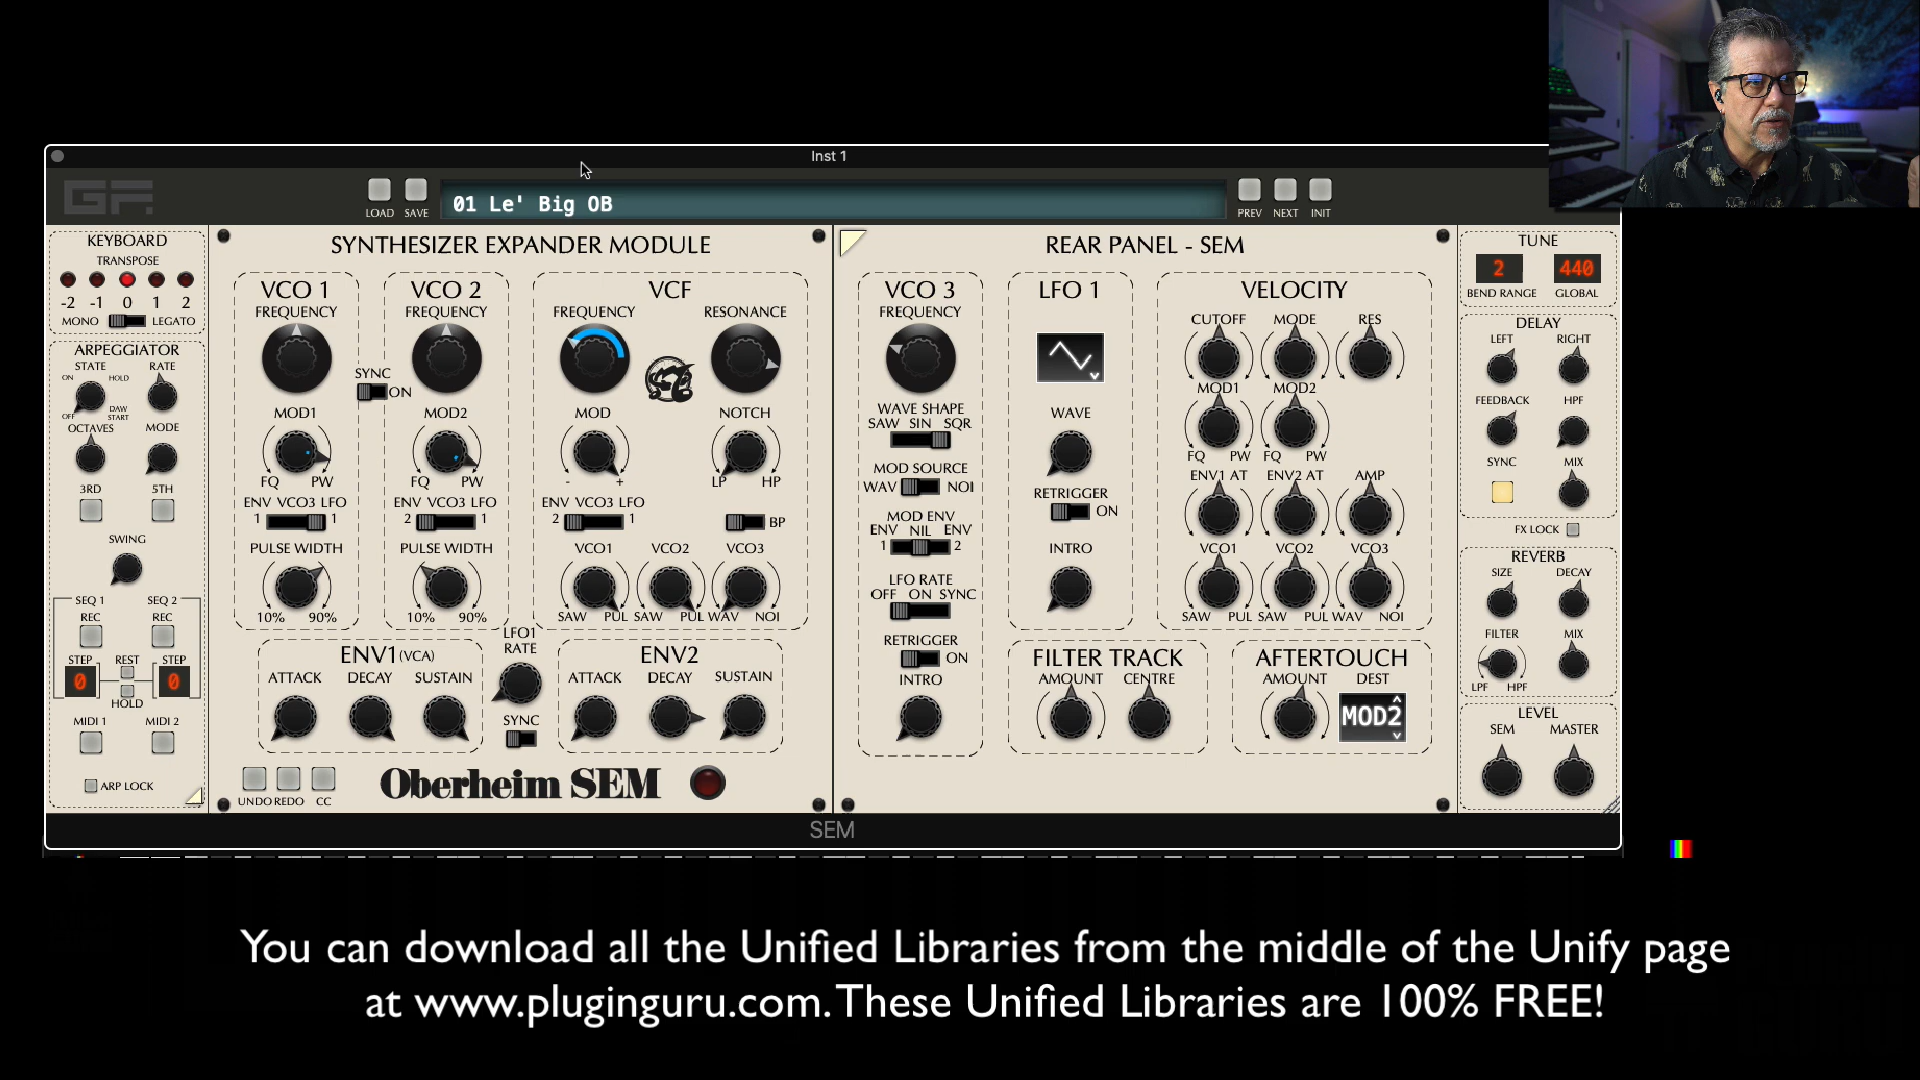 Inst 1
GF.
LOAD
SAVE
01 Le' Big OB
PREV
NEXT
INIT
KEYBOARD
TRANSPOSE
-2 -1 0 1 2
MONO LEGATO
ARPEGGIATOR
STATE RATE
ON HOLD
OFF DAW START
OCTAVES MODE
3RD 5TH
SWING
SEQ 1 SEQ 2
REC REC
STEP REST STEP
0 0
HOLD
MIDI 1 MIDI 2
ARP LOCK
SYNTHESIZER EXPANDER MODULE
VCO 1
FREQUENCY
MOD1
FQ PW
ENV VCO3 LFO
1 1
PULSE WIDTH
10% 90%
SYNC
ON
VCO 2
FREQUENCY
MOD2
FQ PW
ENV VCO3 LFO
2 1
PULSE WIDTH
10% 90%
VCF
FREQUENCY RESONANCE
MOD NOTCH
- + LP HP
ENV VCO3 LFO
2 1 BP
VCO1 VCO2 VCO3
SAW PUL SAW PUL WAV NOI
ENV1 (VCA)
ATTACK DECAY SUSTAIN
LFO1
RATE
SYNC
ENV2
ATTACK DECAY SUSTAIN
UNDO REDO CC
Oberheim SEM
REAR PANEL - SEM
VCO 3
FREQUENCY
WAVE SHAPE
SAW SIN SQR
MOD SOURCE
WAV NOI
MOD ENV
ENV NIL ENV
1 2
LFO RATE
OFF ON SYNC
RETRIGGER
ON
INTRO
LFO 1
WAVE
RETRIGGER
ON
INTRO
VELOCITY
CUTOFF MODE RES
MOD1 MOD2
FQ PW FQ PW
ENV1 AT ENV2 AT AMP
VCO1 VCO2 VCO3
SAW PUL SAW PUL WAV NOI
FILTER TRACK
AMOUNT CENTRE
AFTERTOUCH
AMOUNT DEST
MOD2
TUNE
2 440
BEND RANGE GLOBAL
DELAY
LEFT RIGHT
FEEDBACK HPF
SYNC MIX
FX LOCK
REVERB
SIZE DECAY
FILTER MIX
LPF HPF
LEVEL
SEM MASTER
SEM
You can download all the Unified Libraries from the middle of the Unify page
at www.pluginguru.com. These Unified Libraries are 100% FREE!